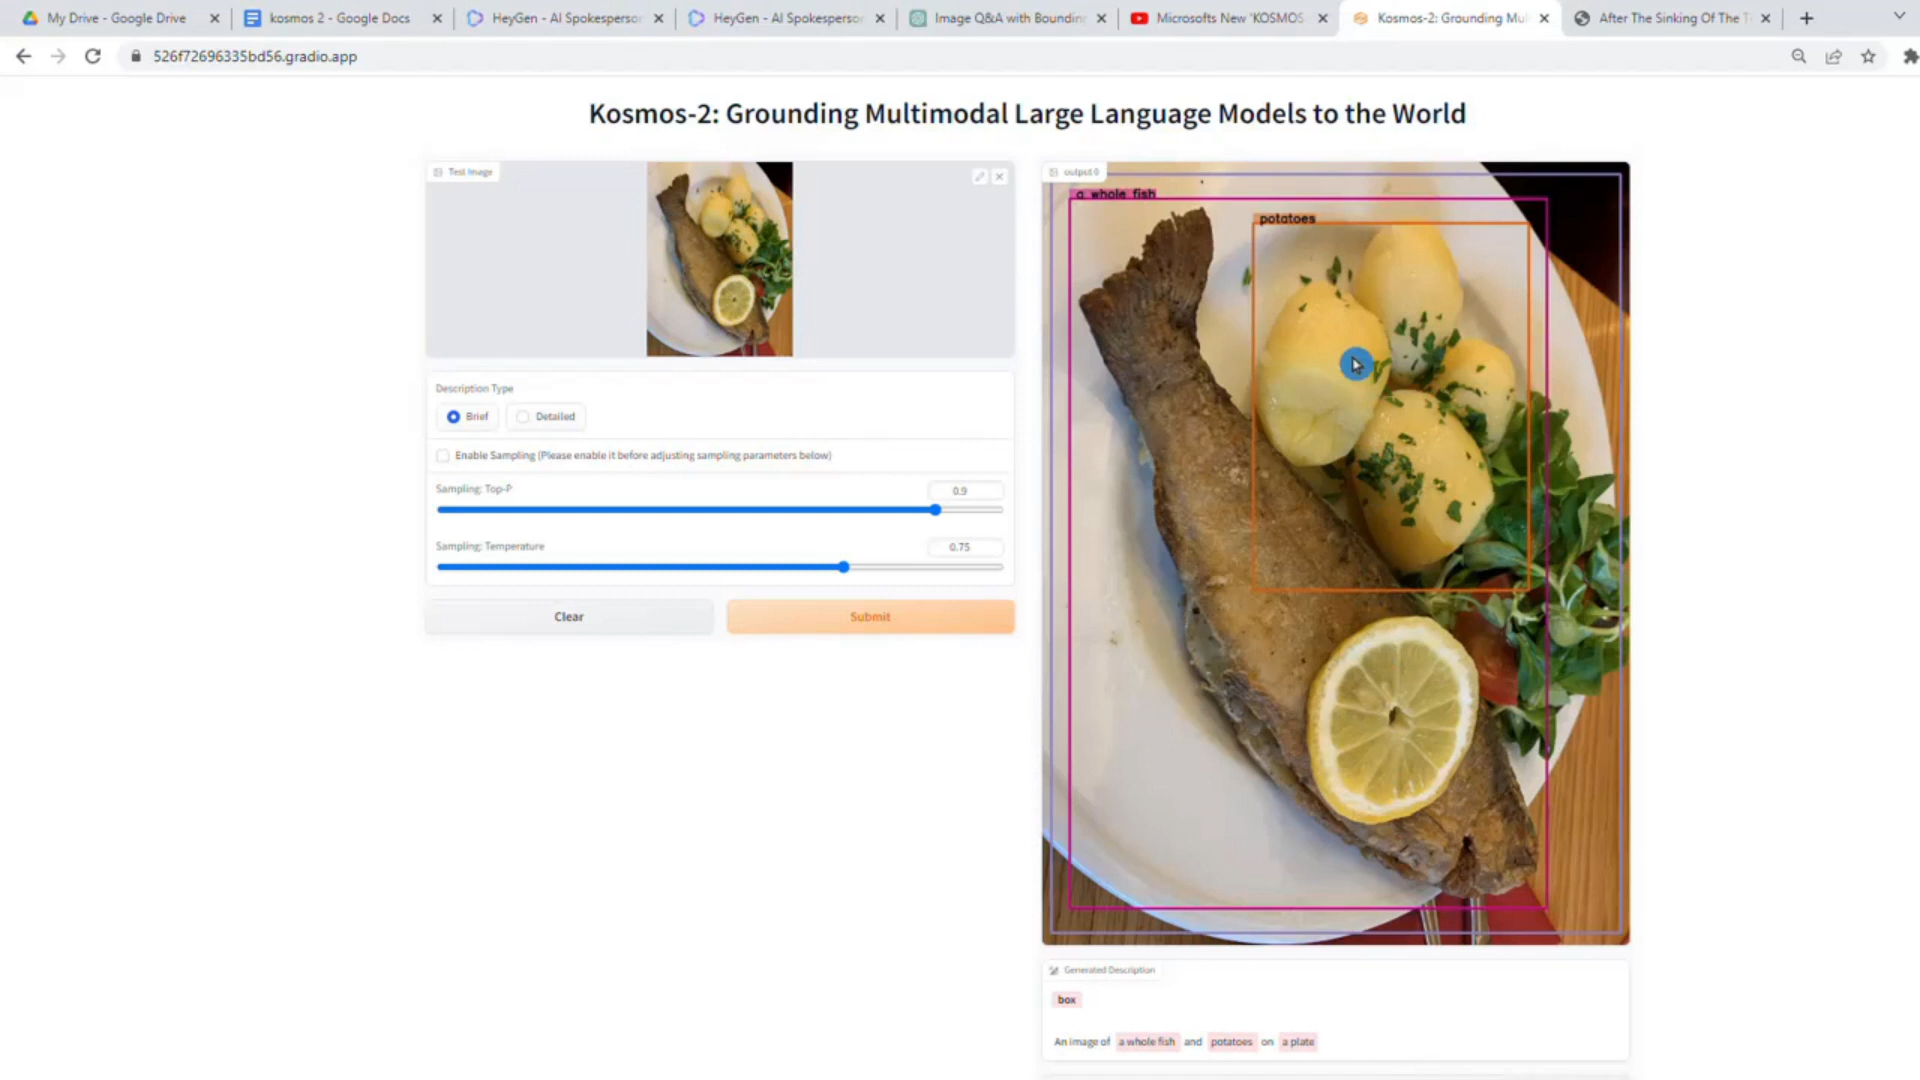 My Drive - Google Drive
kosmos 2 - Google Docs
HeyGen - AI Spokesperson
HeyGen - AI Spokesperson
Image Q&A with Bounding
Microsofts New 'KOSMOS
Kosmos-2: Grounding Mul
After The Sinking Of The T
526f72696335bd56.gradio.app
Kosmos-2: Grounding Multimodal Large Language Models to the World
Test Image
output 0
a whole fish
potatoes
Description Type
Brief
Detailed
Enable Sampling (Please enable it before adjusting sampling parameters below)
Sampling: Top-P
0.9
Sampling: Temperature
0.75
Clear
Submit
Generated Description
box
An image of a whole fish and potatoes on a plate